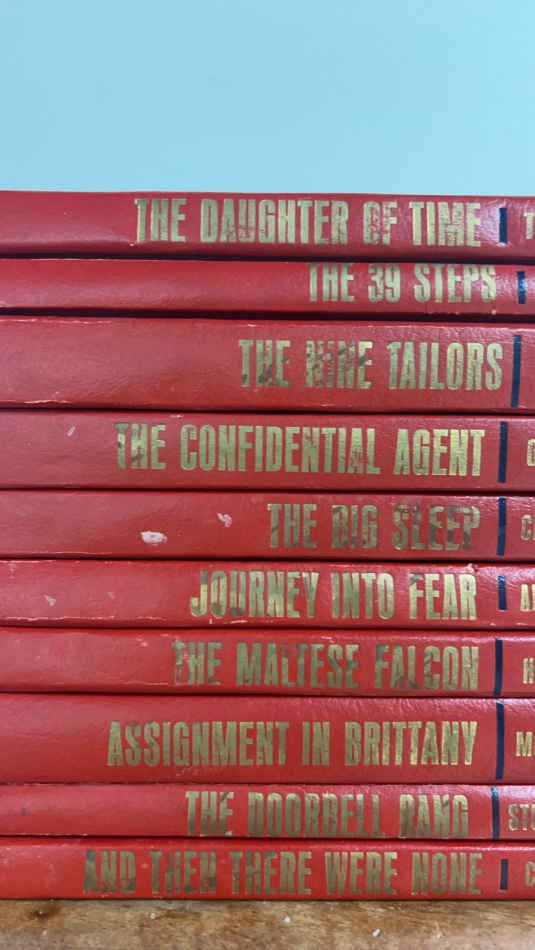 THE DAUGHTER OF TIME T
THE 39 STEPS
THE NINE TAILORS
THE CONFIDENTIAL AGENT G
THE BIG SLEEP C
JOURNEY INTO FEAR A
THE MALTESE FALCON H
ASSIGNMENT IN BRITTANY M
THE DOORBELL RANG STO
AND THEN THERE WERE NONE C